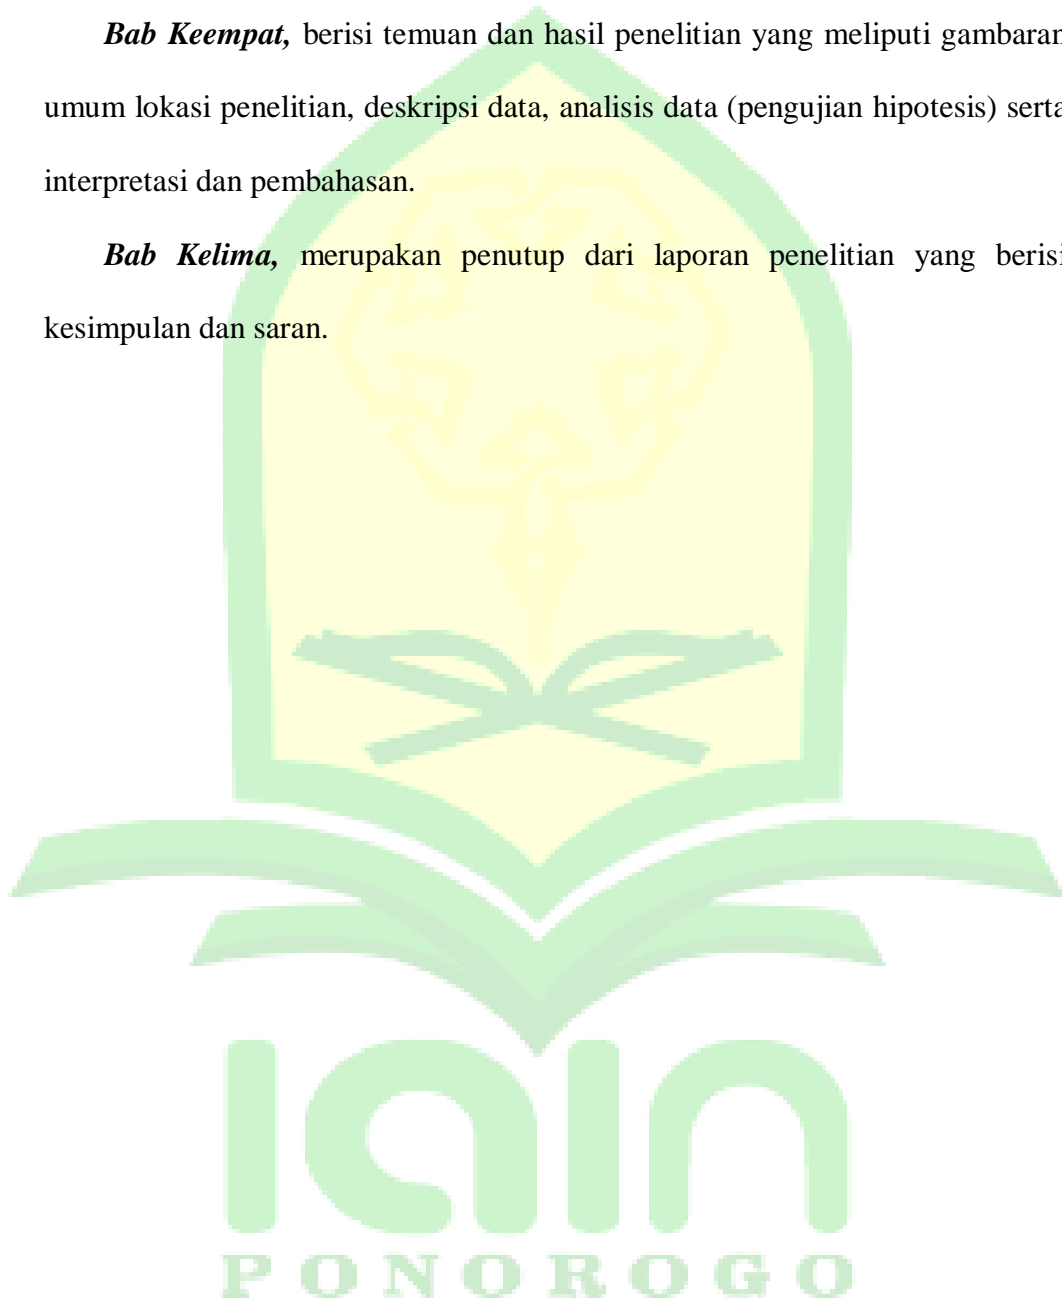 Bab Keempat, berisi temuan dan hasil penelitian yang meliputi gambaran
umum lokasi penelitian, deskripsi data, analisis data (pengujian hipotesis) serta
interpretasi dan pembahasan.
Bab Kelima, merupakan penutup dari laporan penelitian yang berisi
kesimpulan dan saran.
iain
PONOROGO